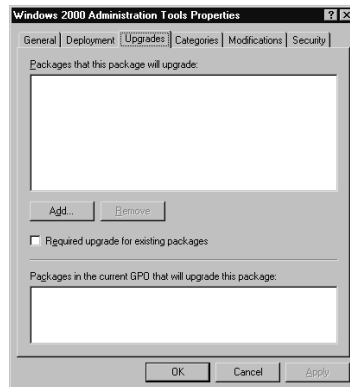 Windows 2000 Administration Tools Properties
General Deployment Upgrades Categories Modifications Security
Packages that this package will upgrade:
Add... Remove
Required upgrade for existing packages
Packages in the current GPO that will upgrade this package:
OK Cancel Apply